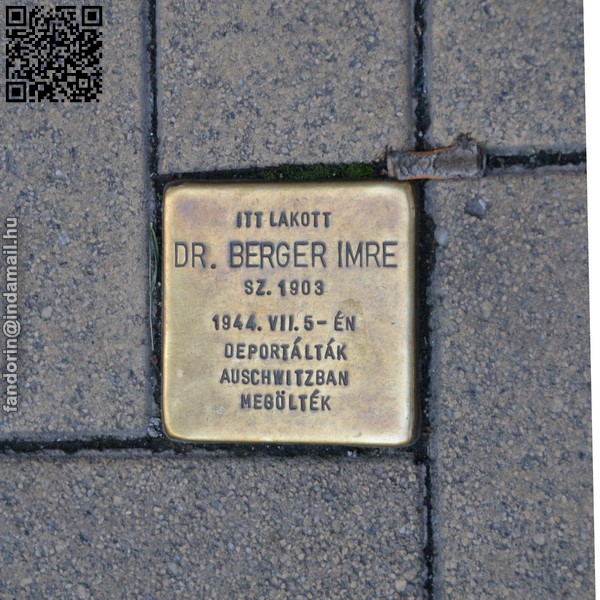 ITT LAKOTT
DR. BERGER IMRE
SZ. 1903
1944. VII. 5-ÉN
DEPORTÁLTÁK
AUSCHWITZBAN
MEGÖLTÉK
fandorin@indamail.hu